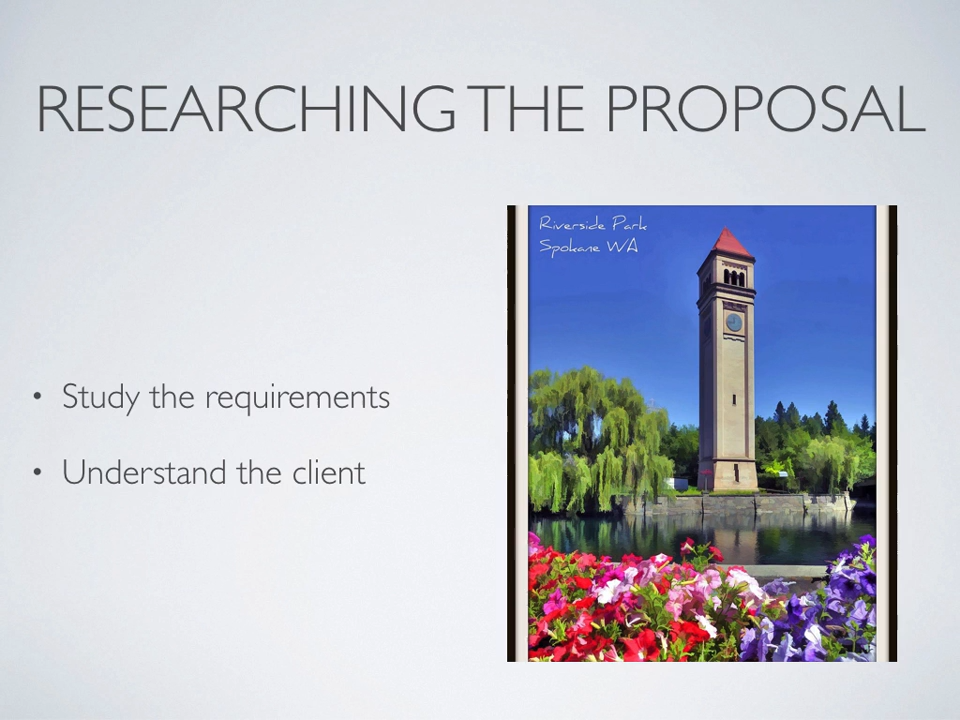 RESEARCHING THE PROPOSAL
• Study the requirements
• Understand the client
Riverside Park
Spokane WA